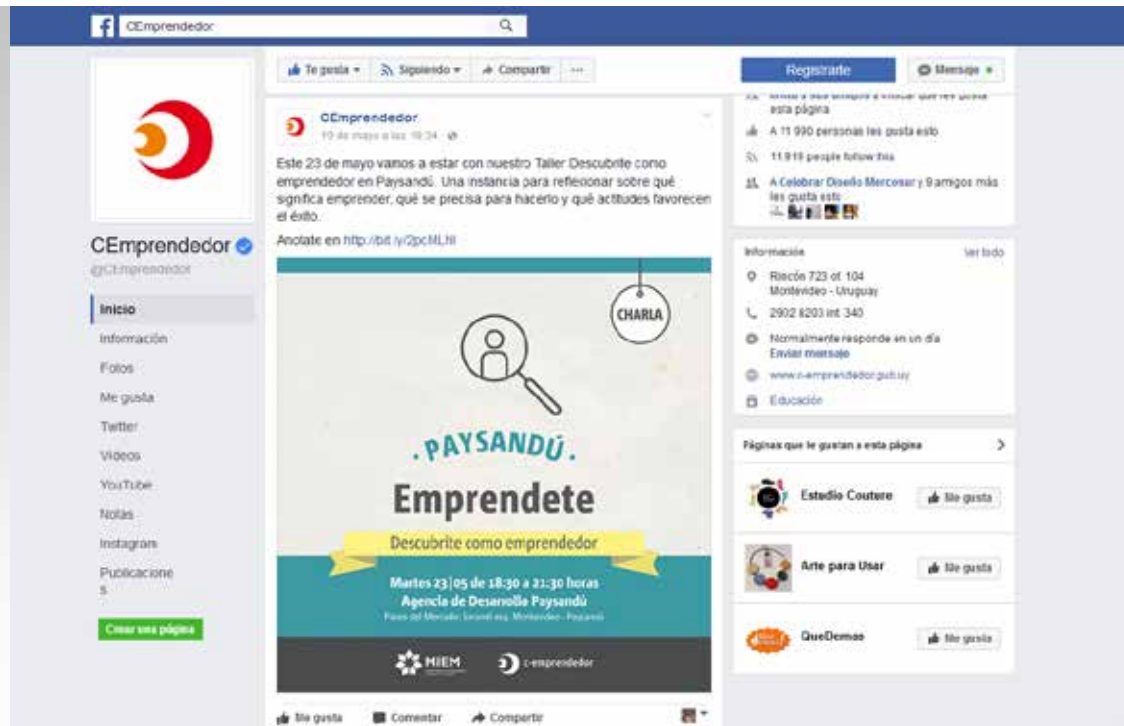 CEmprendedor
Te gusta
Siguiendo
Compartir
Registrarte
Mensaje
CEmprendedor
@CEmprendedor
Inicio
Información
Fotos
Me gusta
Twitter
Videos
YouTube
Notas
Instagram
Publicacione
s
Crear una página
CEmprendedor
19 de mayo a las
Este 23 de mayo vamos a estar con nuestro Taller Descubrite como
emprendedor en Paysandú. Una instancia para reflexionar sobre qué
significa emprender, qué se precisa para hacerlo y qué actitudes favorecen
el éxito.
Anotate en
CHARLA
. PAYSANDÚ .
Emprendete
Descubrite como emprendedor
Martes 23|05 de 18:30 a 21:30 horas
Agencia de Desarrollo Paysandú
MIEM
c-emprendedor
Me gusta
Comentar
Compartir
esta página
A 11 990 personas les gusta esto
people follow this
A Celebrar Diseño Mercosur y 9 amigos más
les gusta esto
Información
Ver todo
Rincón 723 of. 104
Montevideo - Uruguay
2902 8203 int. 340
Normalmente responde en un día
Enviar mensaje
www.c-emprendedor.gub.uy
Educación
Páginas que le gustan a esta página
Estudio Couture
Me gusta
Arte para Usar
Me gusta
QueDemas
Me gusta